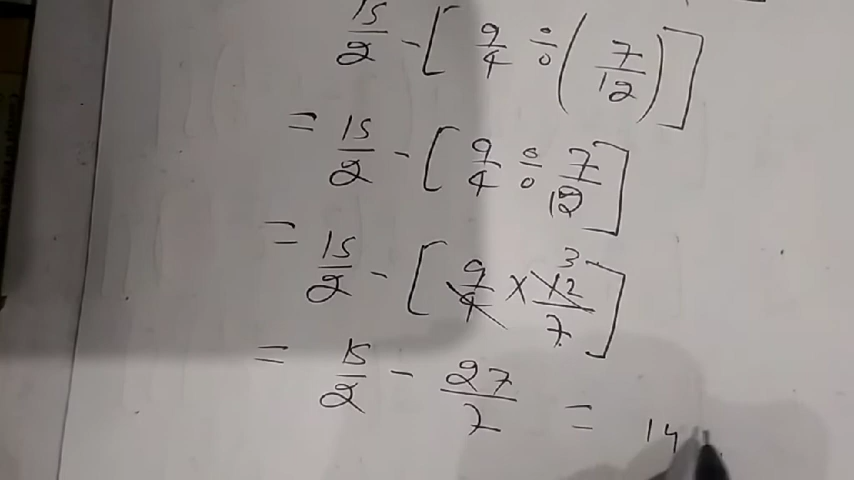 15/2 - [ 9/4 ÷ ( 7/12 ) ]
= 15/2 - [ 9/4 ÷ 7/12 ]
= 15/2 - [ 9/4 × 12/7 ] 3
= 15/2 - 27/7 = 14